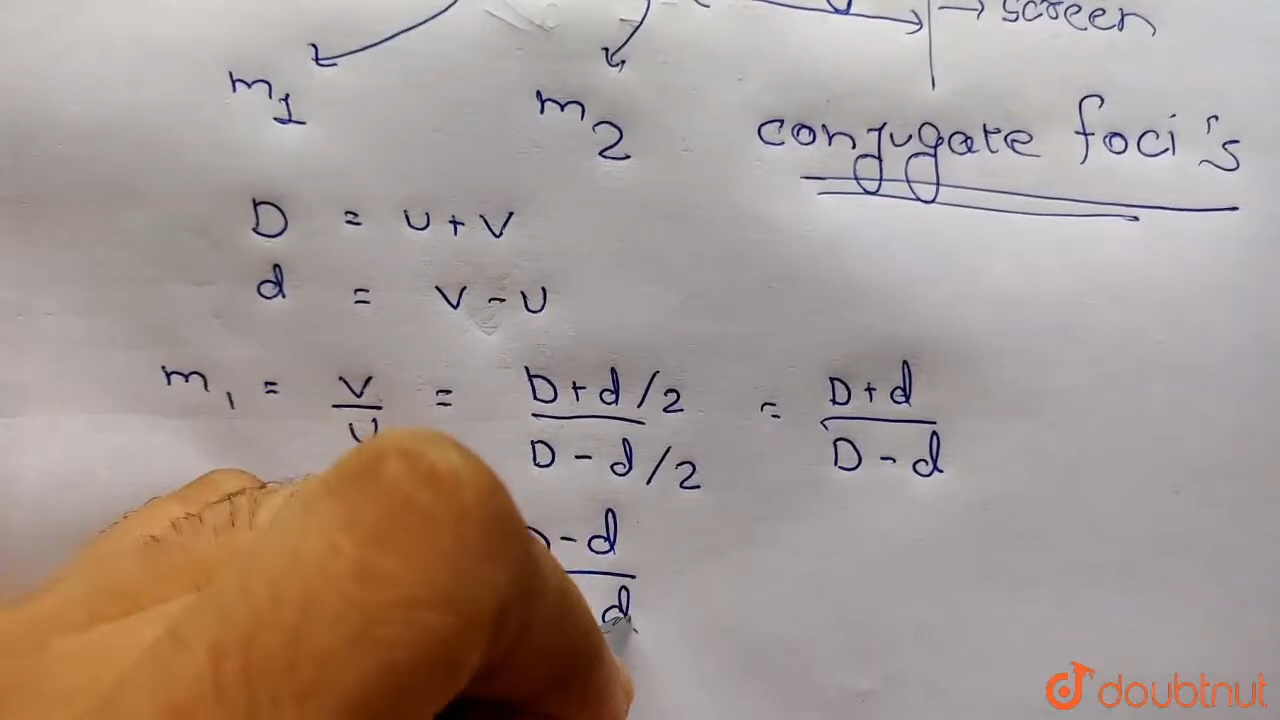 → screen
m1 m2
conjugate foci's
D = u + v
d = v - u
m1 = v/u = D+d/2 / D-d/2 = D+d / D-d
-d
d
doubtnut